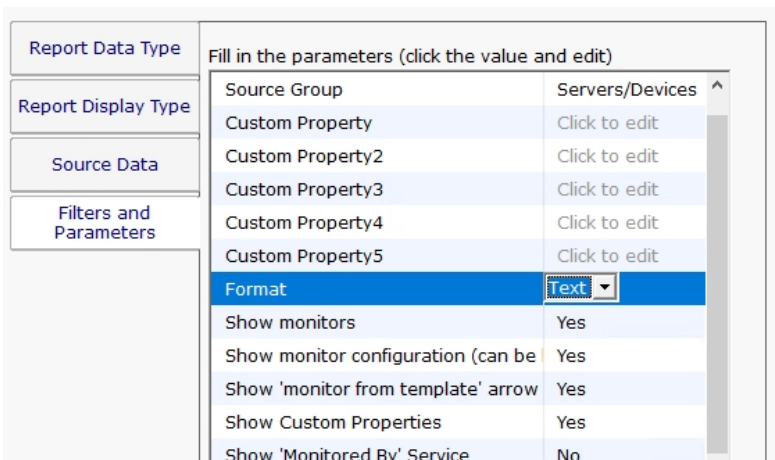 Report Data Type
Report Display Type
Source Data
Filters and
Parameters
Fill in the parameters (click the value and edit)
Source Group Servers/Devices
Custom Property Click to edit
Custom Property2 Click to edit
Custom Property3 Click to edit
Custom Property4 Click to edit
Custom Property5 Click to edit
Format Text
Show monitors Yes
Show monitor configuration (can be Yes
Show 'monitor from template' arrow Yes
Show Custom Properties Yes
Show 'Monitored By' Service No